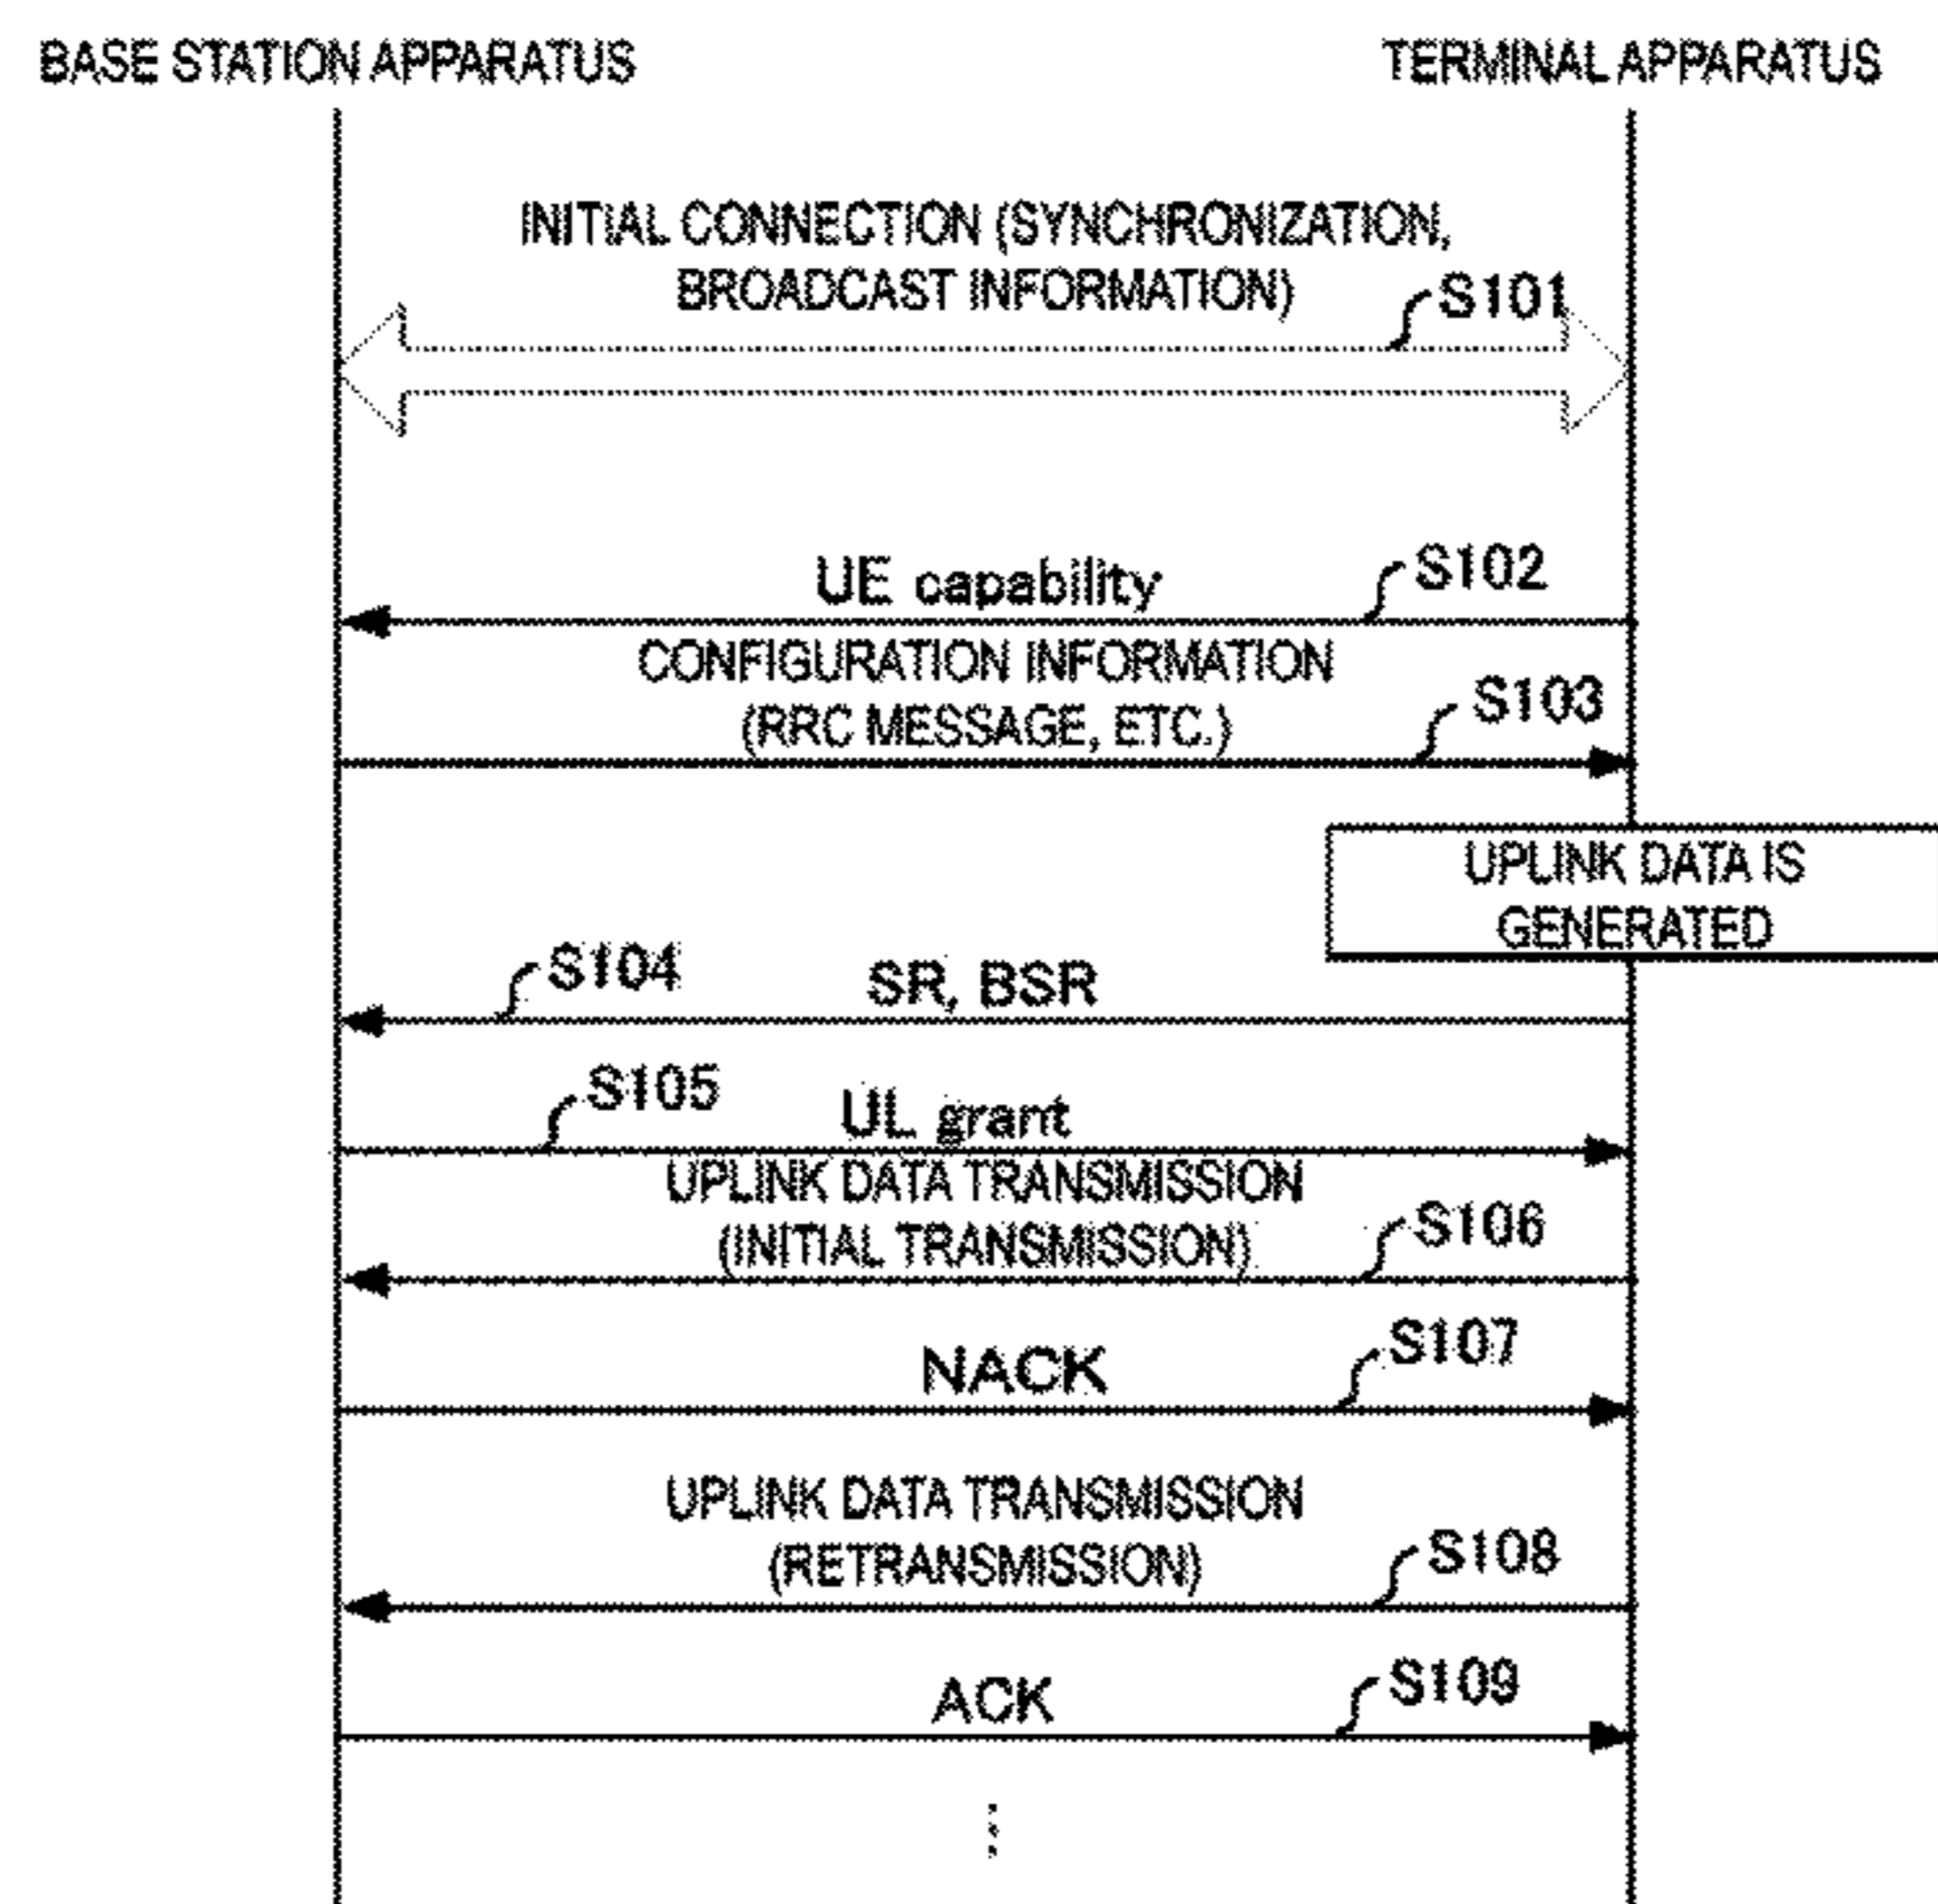 BASE STATION APPARATUS
TERMINAL APPARATUS
INITIAL CONNECTION (SYNCHRONIZATION,
BROADCAST INFORMATION)
S101
UE capability
S102
CONFIGURATION INFORMATION
(RRC MESSAGE, ETC.)
S103
UPLINK DATA IS
GENERATED
S104
SR, BSR
S105
UL grant
UPLINK DATA TRANSMISSION
(INITIAL TRANSMISSION)
S106
NACK
S107
UPLINK DATA TRANSMISSION
(RETRANSMISSION)
S108
ACK
S109